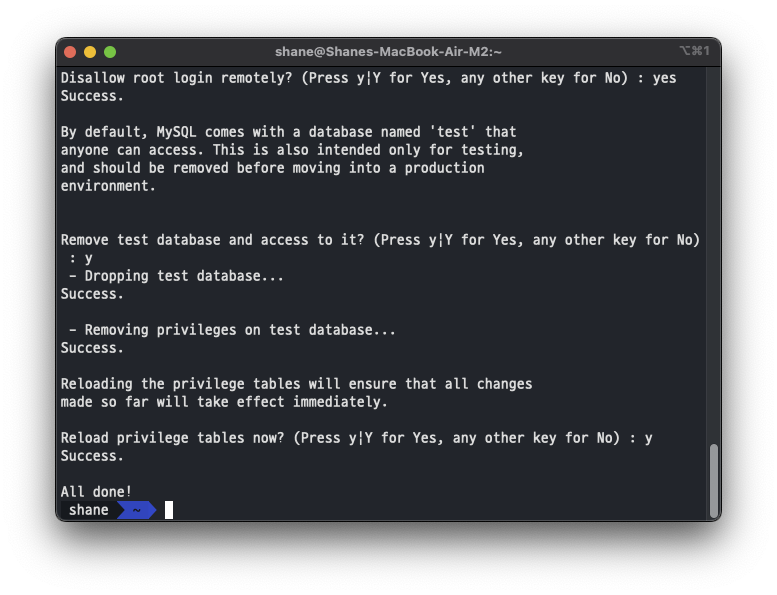 shane@Shanes-MacBook-Air-M2:~
⌥⌘1
Disallow root login remotely? (Press y|Y for Yes, any other key for No) : yes
Success.
By default, MySQL comes with a database named 'test' that
anyone can access. This is also intended only for testing,
and should be removed before moving into a production
environment.
Remove test database and access to it? (Press y|Y for Yes, any other key for No)
 : y
 - Dropping test database...
Success.
 - Removing privileges on test database...
Success.
Reloading the privilege tables will ensure that all changes
made so far will take effect immediately.
Reload privilege tables now? (Press y|Y for Yes, any other key for No) : y
Success.
All done!
shane ~